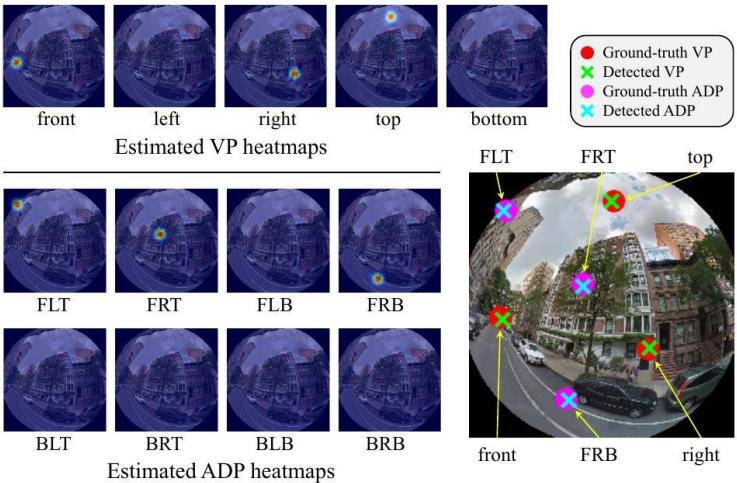 front left right top bottom
Estimated VP heatmaps
Ground-truth VP
Detected VP
Ground-truth ADP
Detected ADP
FLT FRT top
FLT FRT FLB FRB
BLT BRT BLB BRB
Estimated ADP heatmaps
front FRB right